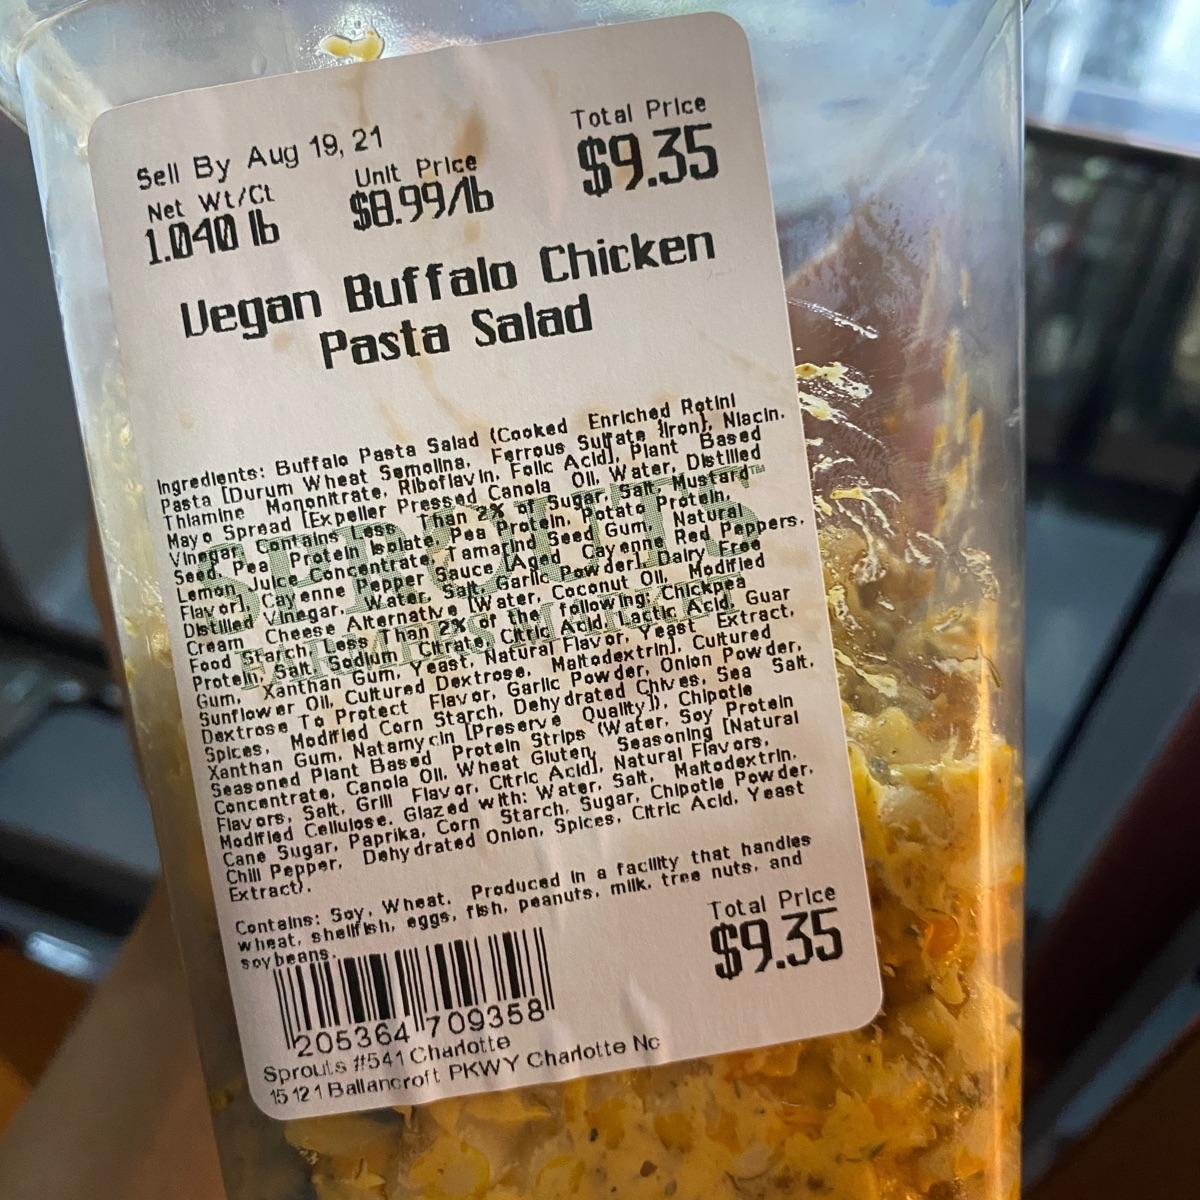 Sell By Aug 19, 21
Net Wt/Ct Unit Price Total Price
1.040 lb $8.99/lb $9.35
Vegan Buffalo Chicken
Pasta Salad
Ingredients: Buffalo Pasta Salad (Cooked Enriched Rotini
Pasta [Durum Wheat Semolina, Ferrous Sulfate {Iron}, Niacin.
Thiamine Mononitrate, Riboflavin, Folic Acid], Plant Based
Mayo Spread [Expeller Pressed Canola Oil, Water, Distilled
Vinegar, Contains Less Than 2% of Sugar, Salt, Mustard
Seed, Pea Protein Isolate, Pea Protein, Potato Protein,
Lemon Juice Concentrate, Tamarind Seed Gum, Natural
Flavor], Cayenne Pepper Sauce [Aged Cayenne Red Peppers,
Distilled Vinegar, Water, Salt, Garlic Powder], Dairy Free
Cream Cheese Alternative [Water, Coconut Oil, Modified
Food Starch, Less Than 2% of the following: Chickpea
Protein, Salt, Sodium Citrate, Citric Acid, Lactic Acid, Guar
Gum, Xanthan Gum, Yeast, Natural Flavor, Yeast Extract,
Sunflower Oil, Cultured Dextrose, Maltodextrin], Cultured
Dextrose To Protect Flavor, Garlic Powder, Onion Powder,
Spices, Modified Corn Starch, Dehydrated Chives, Sea Salt,
Xanthan Gum, Natamycin [Preserve Quality]), Chipotle
Seasoned Plant Based Protein Strips (Water, Soy Protein
Concentrate, Canola Oil, Wheat Gluten, Seasoning [Natural
Flavors, Salt, Grill Flavor, Citric Acid], Natural Flavors,
Modified Cellulose. Glazed with: Water, Salt, Maltodextrin,
Cane Sugar, Paprika, Corn Starch, Sugar, Chipotle Powder,
Chili Pepper, Dehydrated Onion, Spices, Citric Acid, Yeast
Extract).
Contains: Soy, Wheat. Produced in a facility that handles
wheat, shellfish, eggs, fish, peanuts, milk, tree nuts, and
soybeans.
Total Price
$9.35
205364 709358
Sprouts #541 Charlotte
15121 Ballancroft PKWY Charlotte Nc
SPROUTS™
FARMERS MARKET